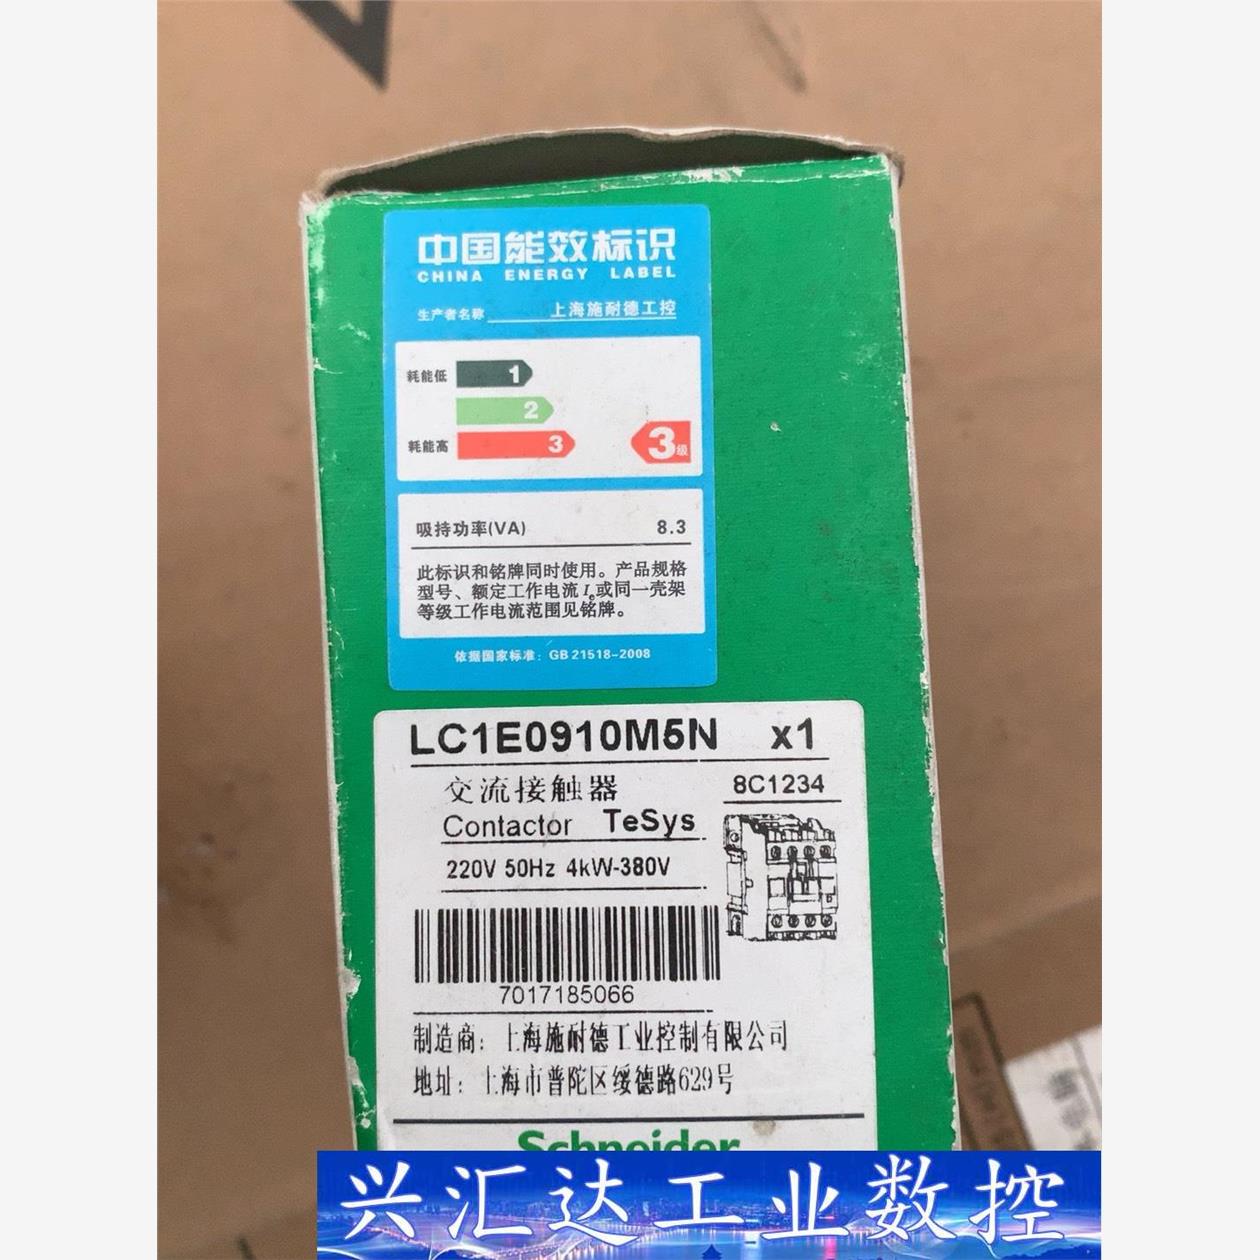 中国能效标识
CHINA ENERGY LABEL
生产者名称 上海施耐德工控
耗能低 1
2
耗能高 3
3级
吸持功率(VA) 8.3
此标识和铭牌同时使用。产品规格
型号、额定工作电流Ie或同一壳架
等级工作电流范围见铭牌。
依据国家标准：GB 21518-2008
LC1E0910M5N x1
交流接触器 8C1234
Contactor TeSys
220V 50Hz 4kW-380V
7017185066
制造商：上海施耐德工业控制有限公司
地址：上海市普陀区绥德路629号
Schneider
兴汇达工业数控